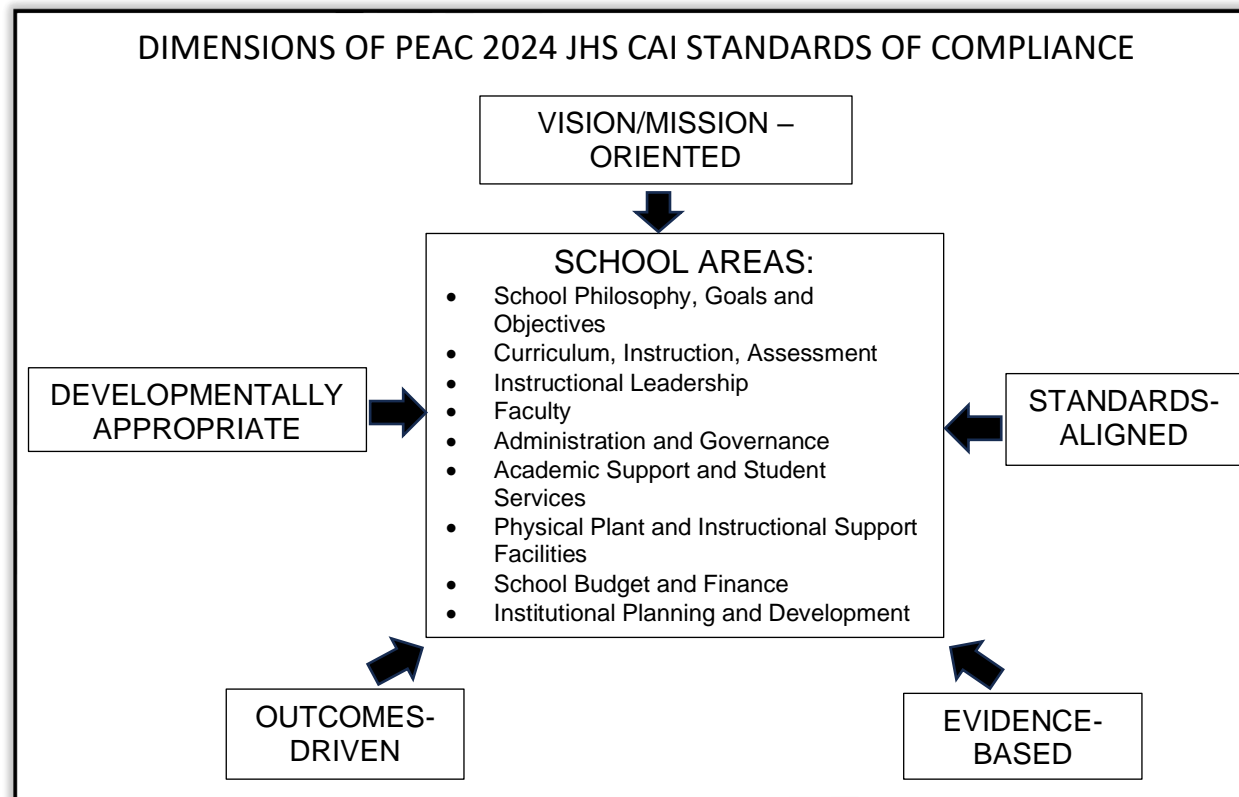 DIMENSIONS OF PEAC 2024 JHS CAI STANDARDS OF COMPLIANCE
VISION/MISSION –
ORIENTED
SCHOOL AREAS:
• School Philosophy, Goals and
Objectives
• Curriculum, Instruction, Assessment
• Instructional Leadership
• Faculty
• Administration and Governance
• Academic Support and Student
Services
• Physical Plant and Instructional Support
Facilities
• School Budget and Finance
• Institutional Planning and Development
DEVELOPMENTALLY
APPROPRIATE
STANDARDS-
ALIGNED
OUTCOMES-
DRIVEN
EVIDENCE-
BASED